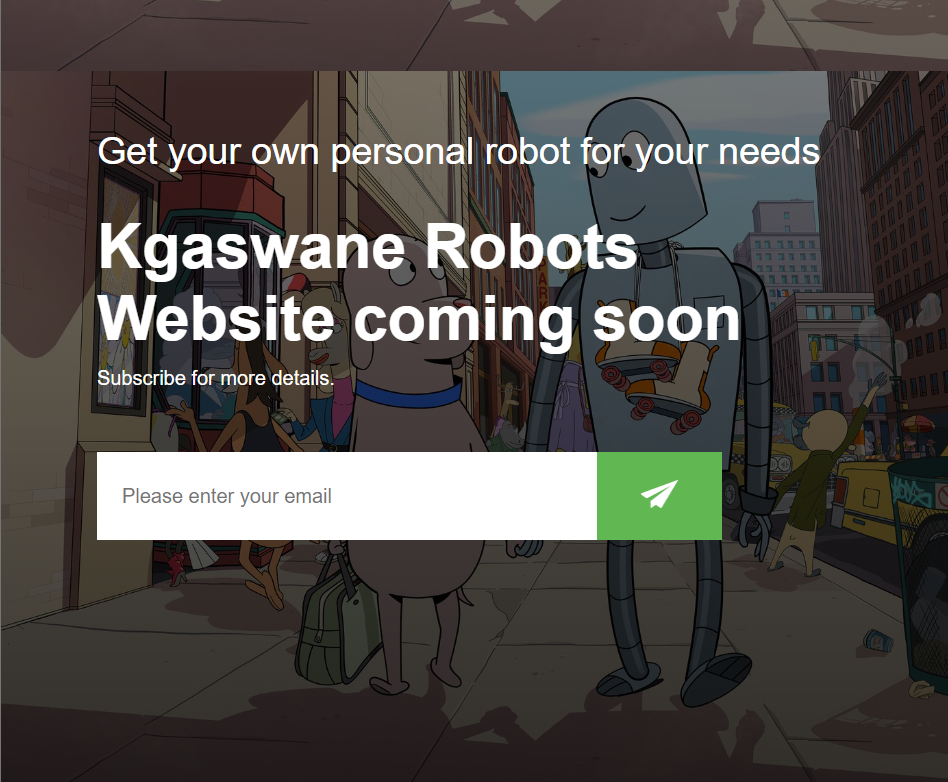 Get your own personal robot for your needs
Kgaswane Robots
Website coming soon
Subscribe for more details.
Please enter your email